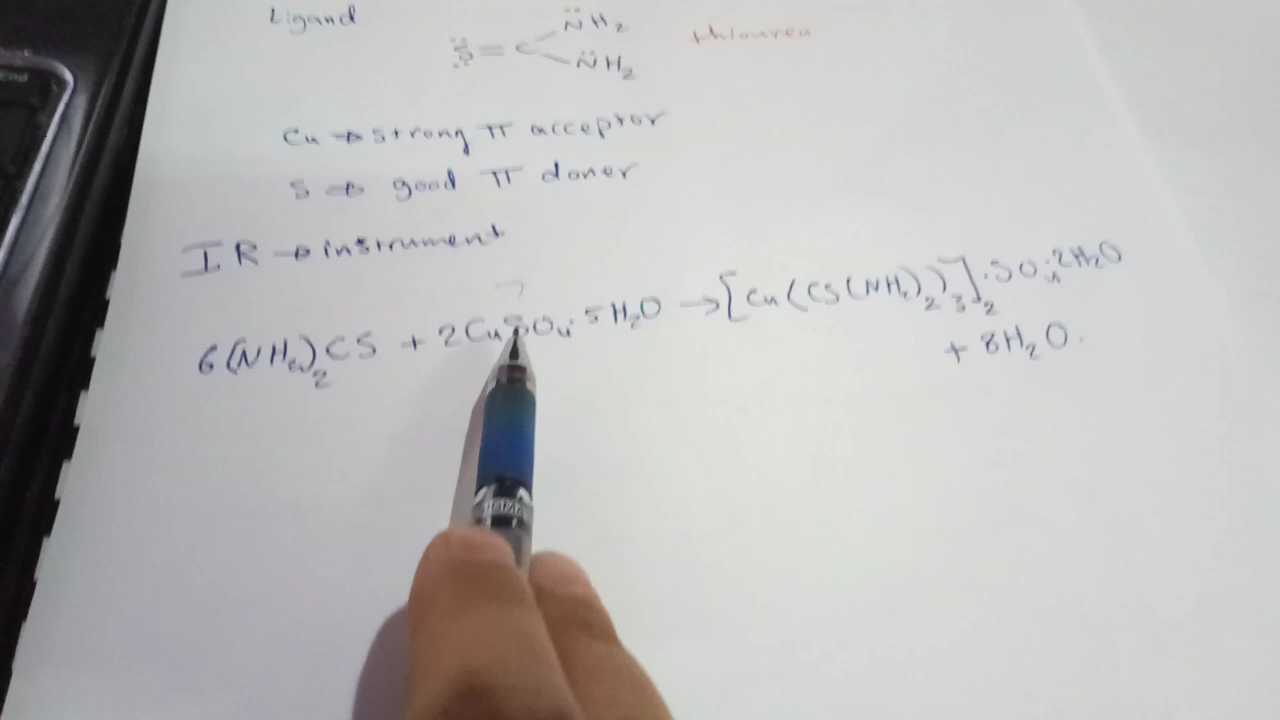 Ligand
N̈H₂
S̈=C thiourea
N̈H₂
Cu → strong π acceptor
S → good π doner
IR → instrument
6(NH₂)₂CS + 2CuSO₄·5H₂O → [Cu(CS(NH₂)₂)₃]₂·SO₄·2H₂O
+ 8H₂O.